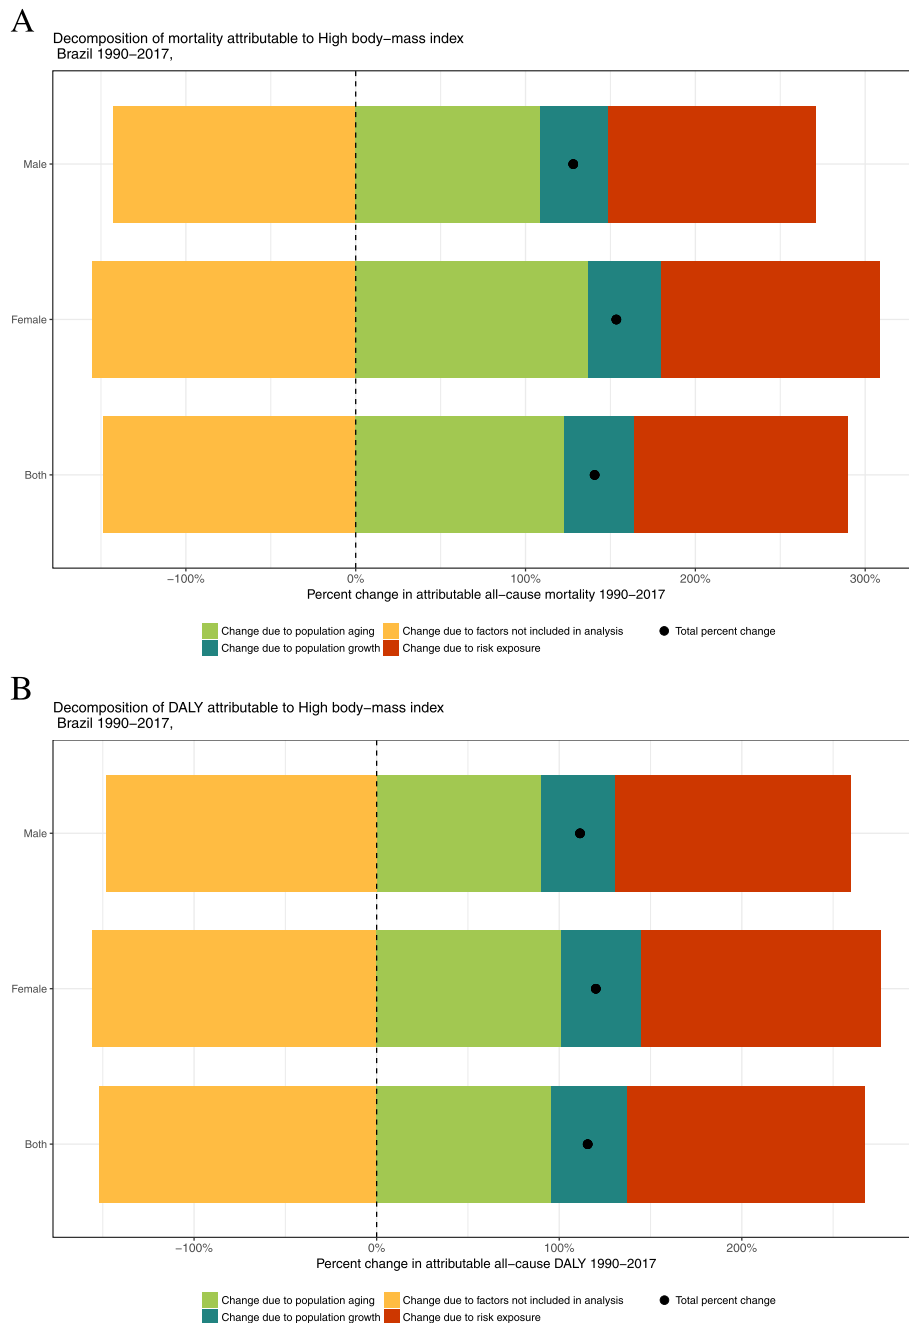 A
Decomposition of mortality attributable to High body−mass index
Brazil 1990−2017,
Male
Female
Both
−100% 0% 100% 200% 300%
Percent change in attributable all−cause mortality 1990−2017
Change due to population aging Change due to factors not included in analysis Total percent change
Change due to population growth Change due to risk exposure
B
Decomposition of DALY attributable to High body−mass index
Brazil 1990−2017,
Male
Female
Both
−100% 0% 100% 200%
Percent change in attributable all−cause DALY 1990−2017
Change due to population aging Change due to factors not included in analysis Total percent change
Change due to population growth Change due to risk exposure